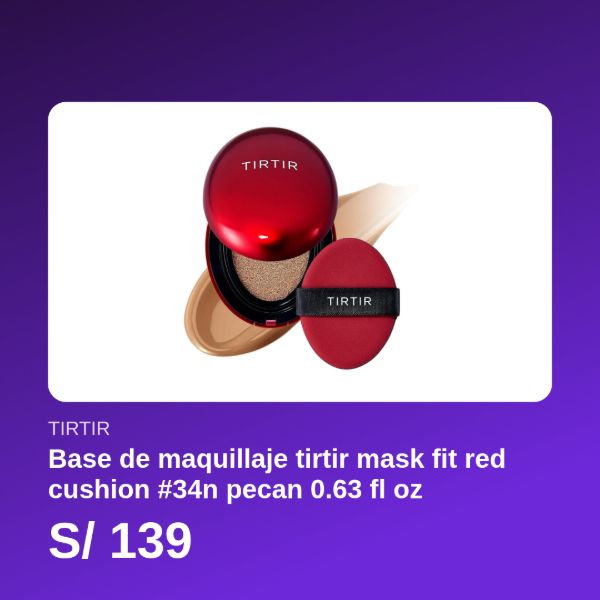 TIRTIR
TIRTIR
TIRTIR
Base de maquillaje tirtir mask fit red
cushion #34n pecan 0.63 fl oz
S/ 139